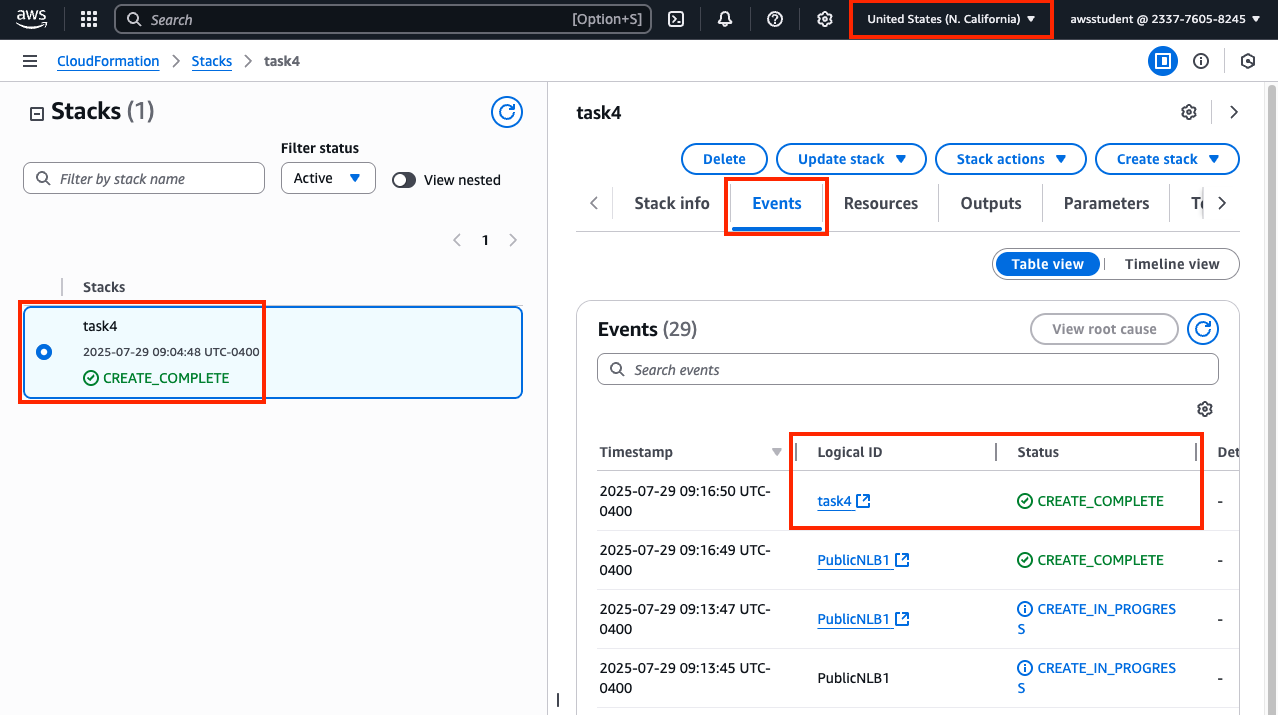 aws
Search
[Option+S]
United States (N. California)
awsstudent @ 2337-7605-8245
CloudFormation
Stacks
task4
Stacks (1)
Filter status
Filter by stack name
Active
View nested
1
Stacks
task4
2025-07-29 09:04:48 UTC-0400
CREATE_COMPLETE
task4
Delete
Update stack
Stack actions
Create stack
Stack info
Events
Resources
Outputs
Parameters
Table view
Timeline view
Events (29)
View root cause
Search events
Timestamp
Logical ID
Status
Det
2025-07-29 09:16:50 UTC-
0400
task4
CREATE_COMPLETE
-
2025-07-29 09:16:49 UTC-
0400
PublicNLB1
CREATE_COMPLETE
-
2025-07-29 09:13:47 UTC-
0400
PublicNLB1
CREATE_IN_PROGRES
S
-
2025-07-29 09:13:45 UTC-
0400
PublicNLB1
CREATE_IN_PROGRES
S
-